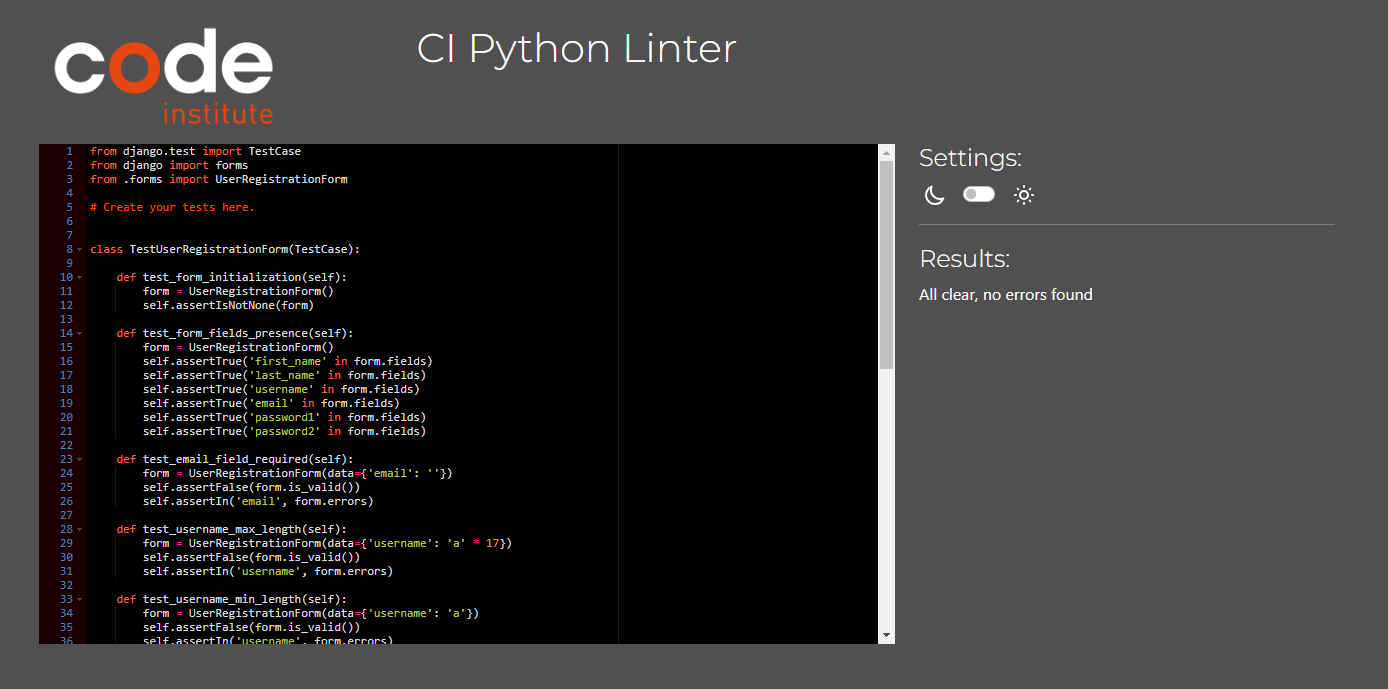 code
institute
CI Python Linter
1 from django.test import TestCase
2 from django import forms
3 from .forms import UserRegistrationForm
4
5 # Create your tests here.
6
7
8 class TestUserRegistrationForm(TestCase):
9
10     def test_form_initialization(self):
11         form = UserRegistrationForm()
12         self.assertIsNotNone(form)
13
14     def test_form_fields_presence(self):
15         form = UserRegistrationForm()
16         self.assertTrue('first_name' in form.fields)
17         self.assertTrue('last_name' in form.fields)
18         self.assertTrue('username' in form.fields)
19         self.assertTrue('email' in form.fields)
20         self.assertTrue('password1' in form.fields)
21         self.assertTrue('password2' in form.fields)
22
23     def test_email_field_required(self):
24         form = UserRegistrationForm(data={'email': ''})
25         self.assertFalse(form.is_valid())
26         self.assertIn('email', form.errors)
27
28     def test_username_max_length(self):
29         form = UserRegistrationForm(data={'username': 'a' * 17})
30         self.assertFalse(form.is_valid())
31         self.assertIn('username', form.errors)
32
33     def test_username_min_length(self):
34         form = UserRegistrationForm(data={'username': 'a'})
35         self.assertFalse(form.is_valid())
36         self.assertIn('username', form.errors)
Settings:
Results:
All clear, no errors found